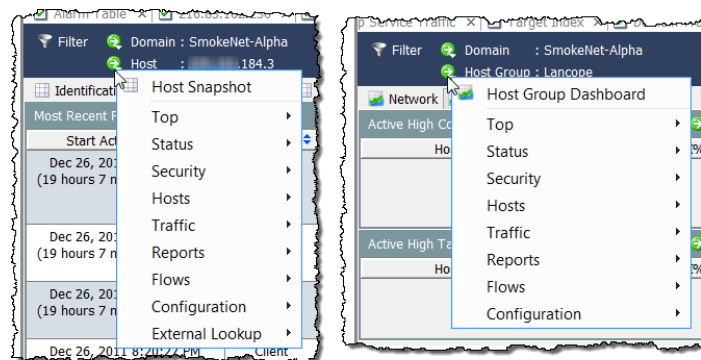 Alarm Table
Filter
Domain : SmokeNet-Alpha
Host : .184.3
Identificat
Most Recent F
Start Act
Dec 26, 201
(19 hours 7 m
Dec 26, 201
(19 hours 7 m
Dec 26, 201
(19 hours 7 m
Dec 26, 2011 8:20:27 PM Client
Host Snapshot
Top
Status
Security
Hosts
Traffic
Reports
Flows
Configuration
External Lookup
p Service Traffic
Target Index
Filter
Domain : SmokeNet-Alpha
Host Group : Lancope
Network
Active High Co
Ho
Active High Ta
Ho
Host Group Dashboard
Top
Status
Security
Hosts
Traffic
Reports
Flows
Configuration